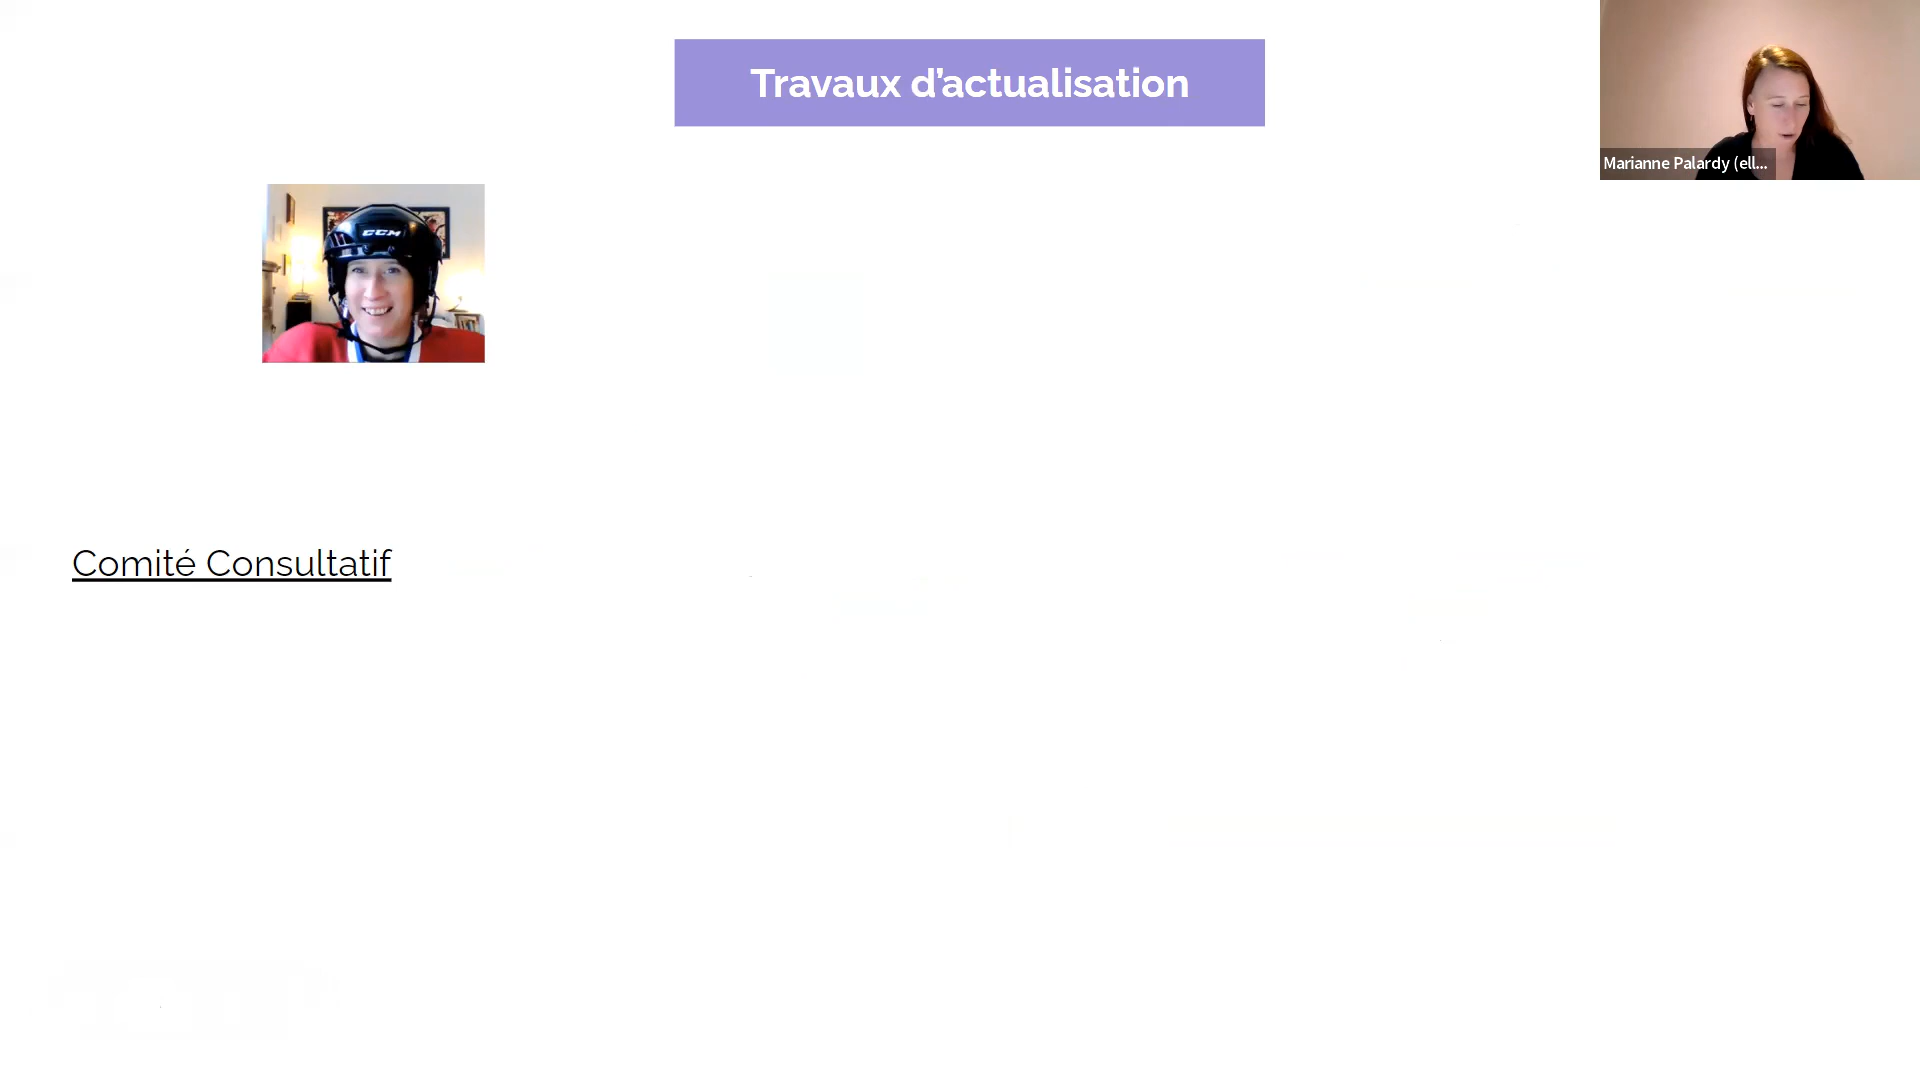 Travaux d’actualisation
Marianne Palardy (ell...
CCM
Comité Consultatif